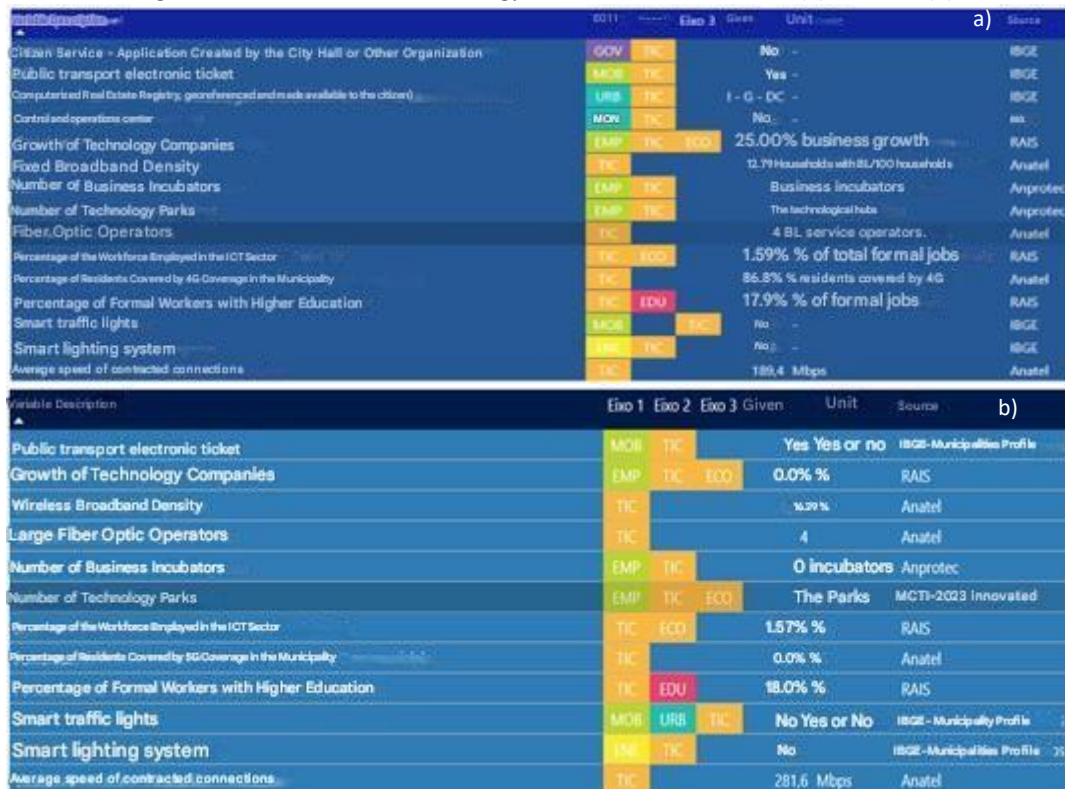 Eixo 3 Given Unit a) Source
Citizen Service - Application Created by the City Hall or Other Organization GOV TIC No - IBGE
Public transport electronic ticket MOB TIC Yes - IBGE
Computerized Real Estate Registry, georeferenced and made available to the citizen) URB TIC I - G - DC - IBGE
Control and operations center MON TIC No
Growth of Technology Companies EMP TIC ECO 25.00% business growth RAIS
Fixed Broadband Density TIC 12.79 Households with BL/100 households Anatel
Number of Business Incubators EMP TIC Business incubators Anprotec
Number of Technology Parks EMP TIC The technological hubs Anprotec
Fiber Optic Operators TIC 4 BL service operators. Anatel
Percentage of the Workforce Employed in the ICT Sector TIC ECO 1.59% % of total formal jobs RAIS
Percentage of Residents Covered by 4G Coverage in the Municipality TIC 86.8% % residents covered by 4G Anatel
Percentage of Formal Workers with Higher Education TIC EDU 17.9% % of formal jobs RAIS
Smart traffic lights MOB TIC No - IBGE
Smart lighting system ENE TIC No - IBGE
Average speed of contracted connections TIC 189,4 Mbps Anatel
Variable Description Eixo 1 Eixo 2 Eixo 3 Given Unit Source b)
Public transport electronic ticket MOB TIC Yes Yes or no IBGE-Municipalities Profile
Growth of Technology Companies EMP TIC ECO 0.0% % RAIS
Wireless Broadband Density TIC 16.29 % Anatel
Large Fiber Optic Operators TIC 4 Anatel
Number of Business Incubators EMP TIC 0 incubators Anprotec
Number of Technology Parks EMP TIC ECO The Parks MCTI-2023 innovated
Percentage of the Workforce Employed in the ICT Sector TIC ECO 1.57% % RAIS
Percentage of Residents Covered by 5G Coverage in the Municipality TIC 0.0% % Anatel
Percentage of Formal Workers with Higher Education TIC EDU 18.0% % RAIS
Smart traffic lights MOB URB TIC No Yes or No IBGE - Municipality Profile
Smart lighting system ENE TIC No IBGE-Municipalities Profile
Average speed of contracted connections TIC 281,6 Mbps Anatel